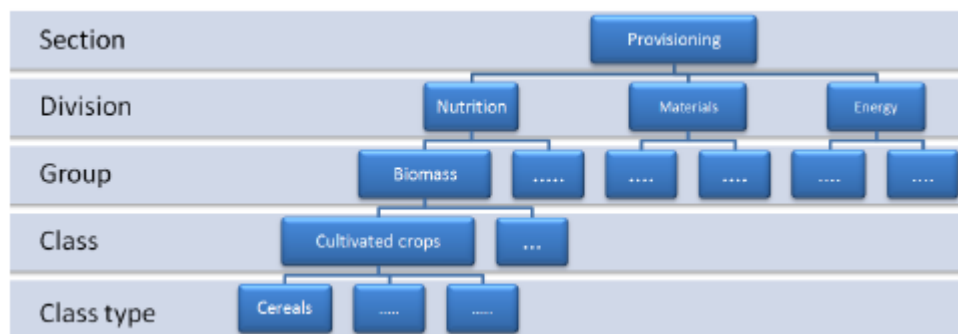 Section
Provisioning
Division
Nutrition
Materials
Energy
Group
Biomass
.....
....
....
....
....
Class
Cultivated crops
...
Class type
Cereals
.....
.....